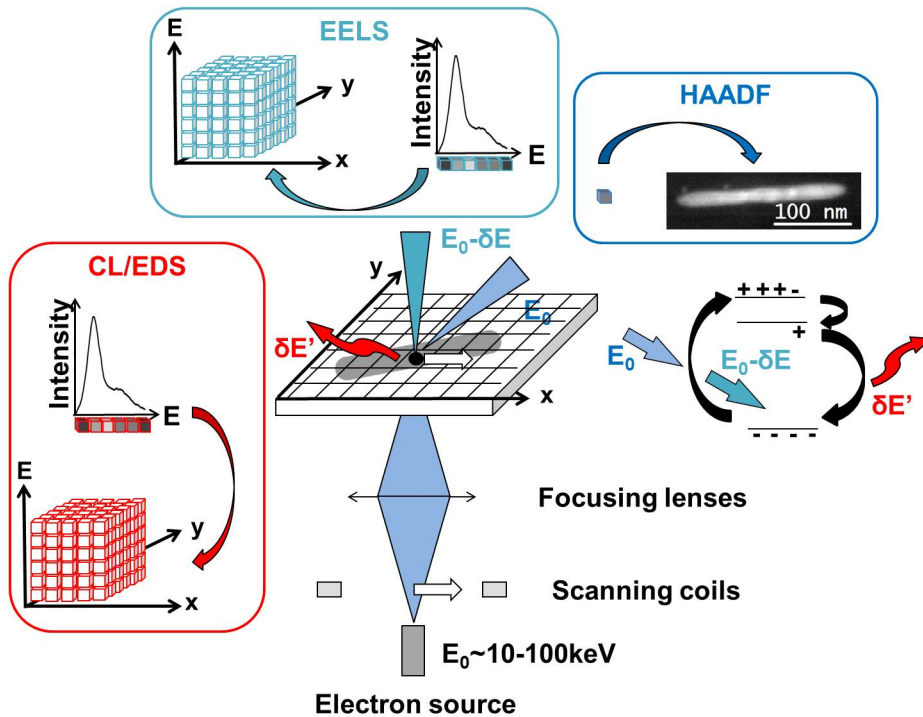 EELS
E
y
x
Intensity
E
HAADF
100 nm
CL/EDS
Intensity
E
E
y
x
E₀-δE
y
E₀
δE’
x
+ + + -
+
E₀
E₀-δE
δE’
- - - -
Focusing lenses
Scanning coils
E₀~10-100keV
Electron source